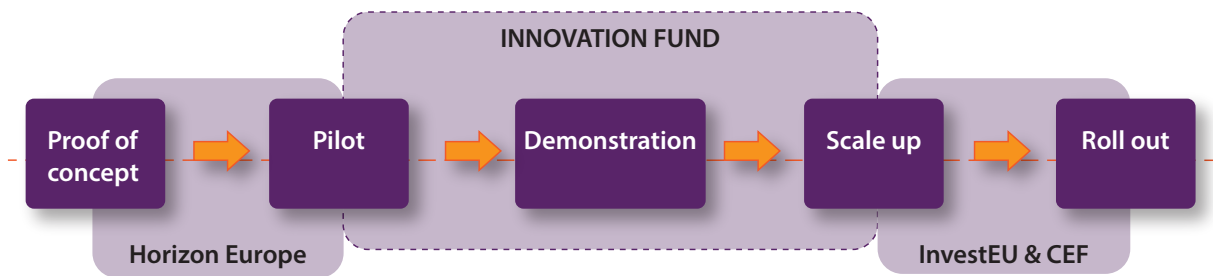 INNOVATION FUND
Proof of
concept
Pilot
Demonstration
Scale up
Roll out
Horizon Europe
InvestEU & CEF